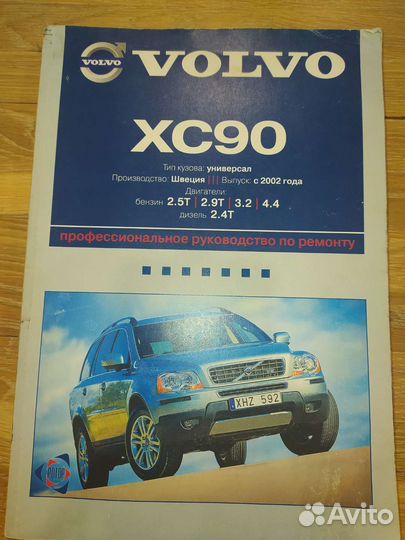 VOLVO
VOLVO
XC90
Тип кузова: универсал
Производство: Швеция ||| Выпуск: с 2002 года
Двигатели:
бензин 2.5T | 2.9T | 3.2 | 4.4
дизель 2.4T
профессиональное руководство по ремонту
XHZ 592
Avito